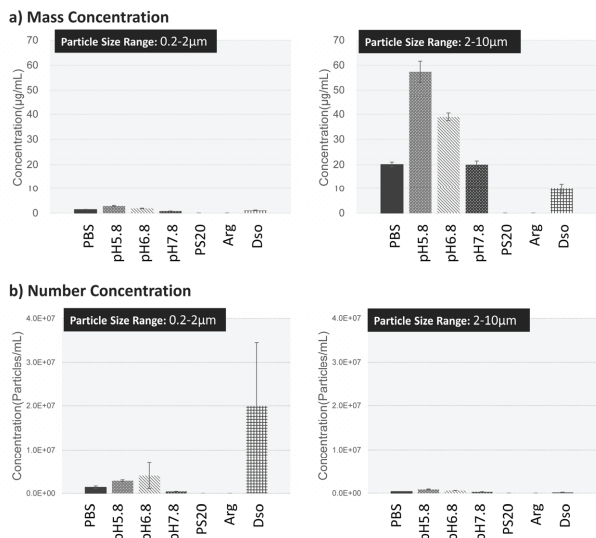 a) Mass Concentration
Particle Size Range: 0.2-2µm
Concentration(µg/mL)
70
60
50
40
30
20
10
0
PBS
pH5.8
pH6.8
pH7.8
PS20
Arg
Dso
Particle Size Range: 2-10µm
Concentration(µg/mL)
70
60
50
40
30
20
10
0
PBS
pH5.8
pH6.8
pH7.8
PS20
Arg
Dso
b) Number Concentration
Particle Size Range: 0.2-2µm
Concentration(Particles/mL)
4.0E+07
3.0E+07
2.0E+07
1.0E+07
0.0E+00
PBS
pH5.8
pH6.8
pH7.8
PS20
Arg
Dso
Particle Size Range: 2-10µm
Concentration(Particles/mL)
4.0E+07
3.0E+07
2.0E+07
1.0E+07
0.0E+00
PBS
pH5.8
pH6.8
pH7.8
PS20
Arg
Dso